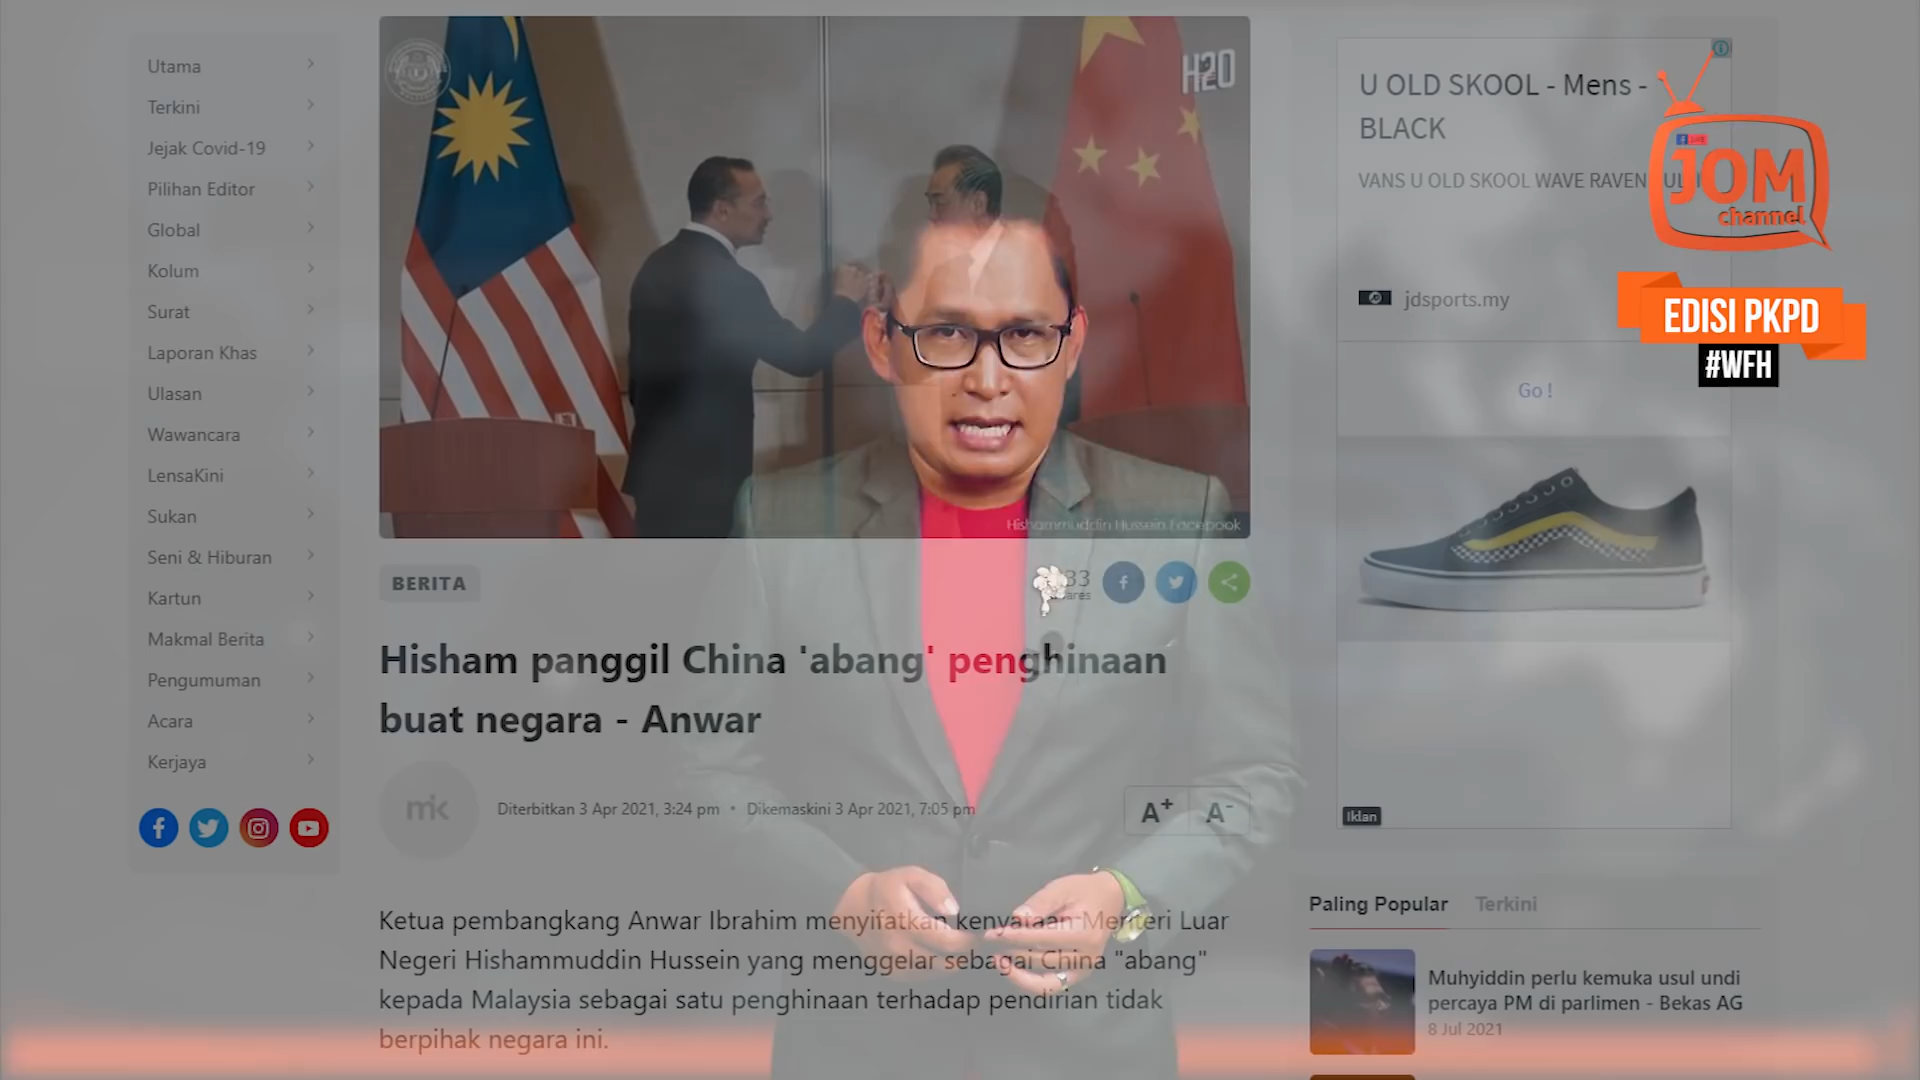 Utama
Terkini
Jejak Covid-19
Pilihan Editor
Global
Kolum
Surat
Laporan Khas
Ulasan
Wawancara
LensaKini
Sukan
Seni & Hiburan
Kartun
Makmal Berita
Pengumuman
Acara
Kerjaya
H2O
Hishammuddin Hussein Facebook
BERITA
33
Hisham panggil China 'abang' penghinaan
buat negara - Anwar
mk
Diterbitkan 3 Apr 2021, 3:24 pm • Dikemaskini 3 Apr 2021, 7:05 pm
A+ A-
Ketua pembangkang Anwar Ibrahim menyifatkan kenyataan Menteri Luar
Negeri Hishammuddin Hussein yang menggelar sebagai China "abang"
kepada Malaysia sebagai satu penghinaan terhadap pendirian tidak
berpihak negara ini.
U OLD SKOOL - Mens -
BLACK
VANS U OLD SKOOL WAVE RAVEN
jdsports.my
Go !
Iklan
JOM
channel
EDISI PKPD
#WFH
Paling Popular Terkini
Muhyiddin perlu kemuka usul undi
percaya PM di parlimen - Bekas AG
8 Jul 2021